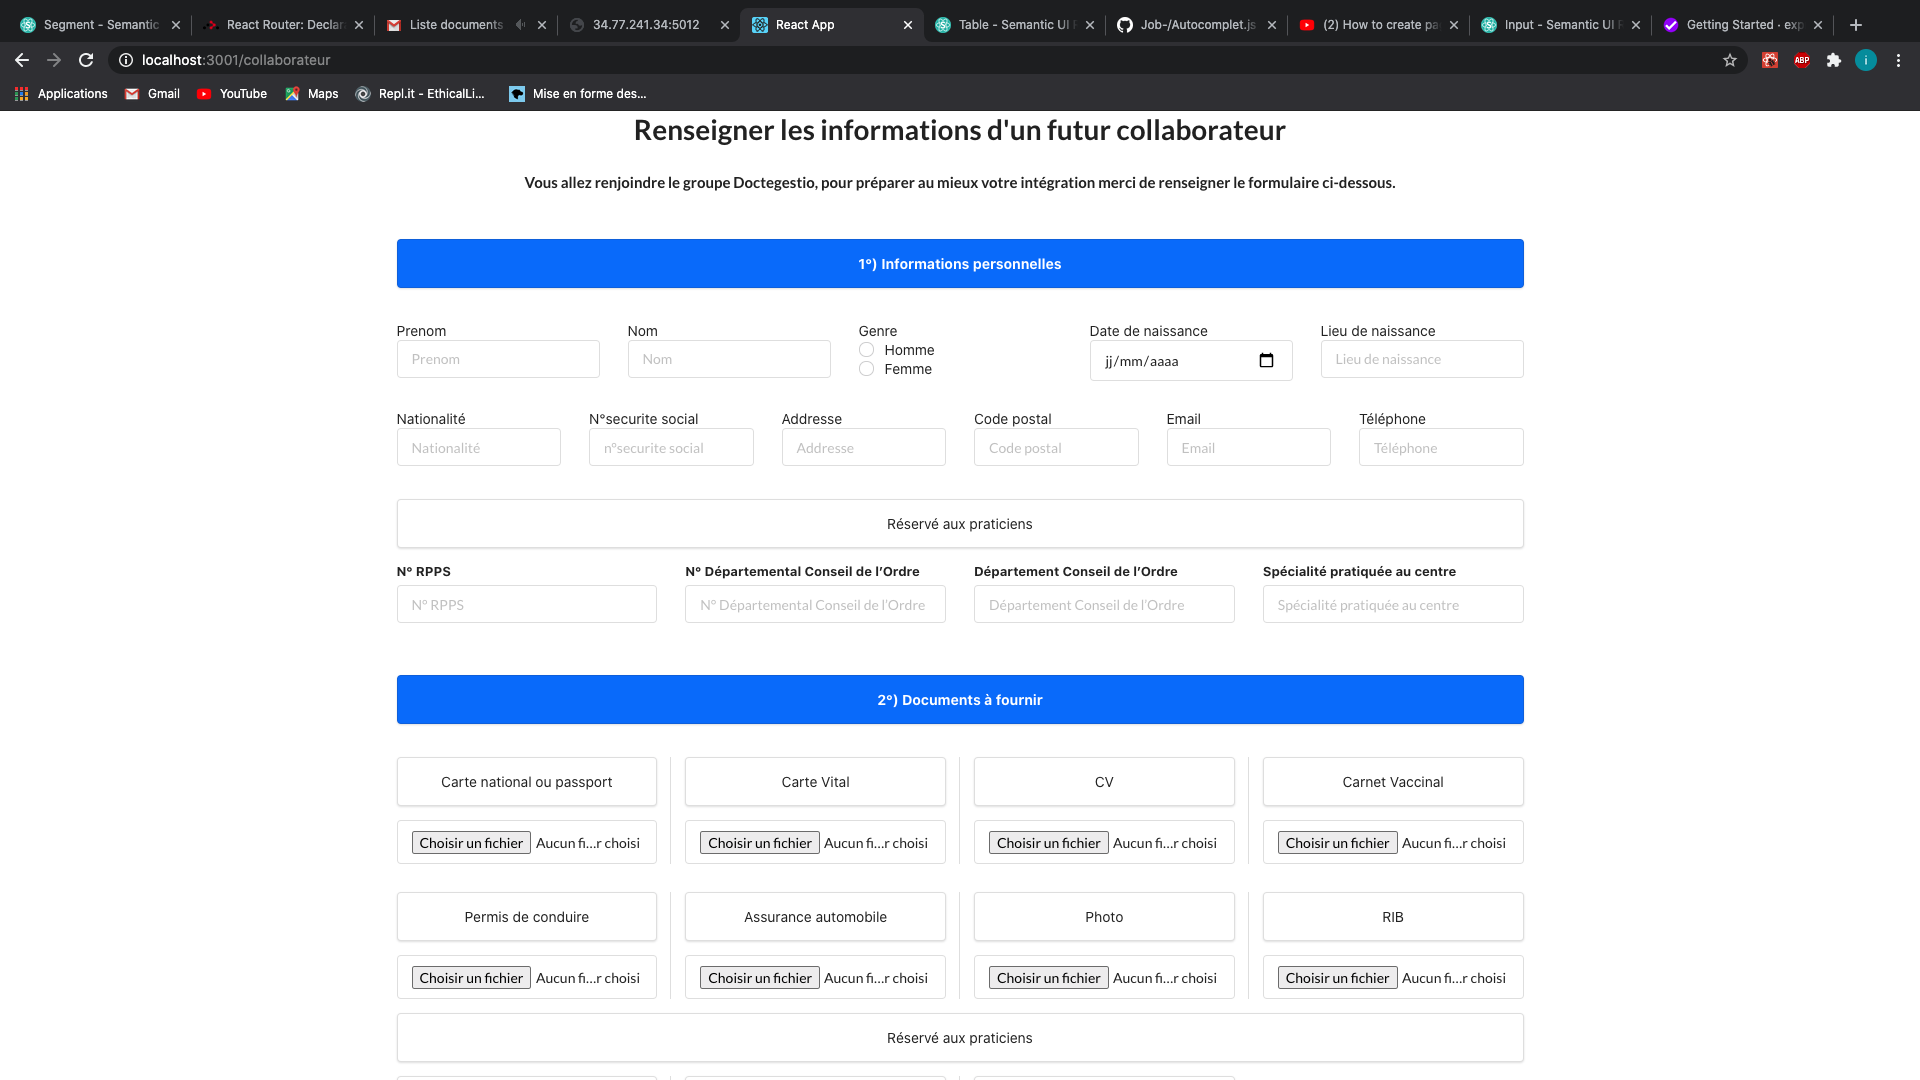 Segment - Semantic
React Router: Declar
Liste documents
34.77.241.34:5012
React App
Table - Semantic UI R
Job-/Autocomplet.js
(2) How to create pa
Input - Semantic UI R
Getting Started · exp
localhost:3001/collaborateur
ABP
i
Applications
Gmail
YouTube
Maps
Repl.it - EthicalLi...
Mise en forme des...
Renseigner les informations d'un futur collaborateur
Vous allez renjoindre le groupe Doctegestio, pour préparer au mieux votre intégration merci de renseigner le formulaire ci-dessous.
1°) Informations personnelles
Prenom
Nom
Genre
Date de naissance
Lieu de naissance
Prenom
Nom
Homme
Femme
jj/mm/aaaa
Lieu de naissance
Nationalité
N°securite social
Addresse
Code postal
Email
Téléphone
Nationalité
n°securite social
Addresse
Code postal
Email
Téléphone
Réservé aux praticiens
N° RPPS
N° Départemental Conseil de l’Ordre
Département Conseil de l’Ordre
Spécialité pratiquée au centre
N° RPPS
N° Départemental Conseil de l’Ordre
Département Conseil de l’Ordre
Spécialité pratiquée au centre
2°) Documents à fournir
Carte national ou passport
Carte Vital
CV
Carnet Vaccinal
Choisir un fichier Aucun fi...r choisi
Choisir un fichier Aucun fi...r choisi
Choisir un fichier Aucun fi...r choisi
Choisir un fichier Aucun fi...r choisi
Permis de conduire
Assurance automobile
Photo
RIB
Choisir un fichier Aucun fi...r choisi
Choisir un fichier Aucun fi...r choisi
Choisir un fichier Aucun fi...r choisi
Choisir un fichier Aucun fi...r choisi
Réservé aux praticiens